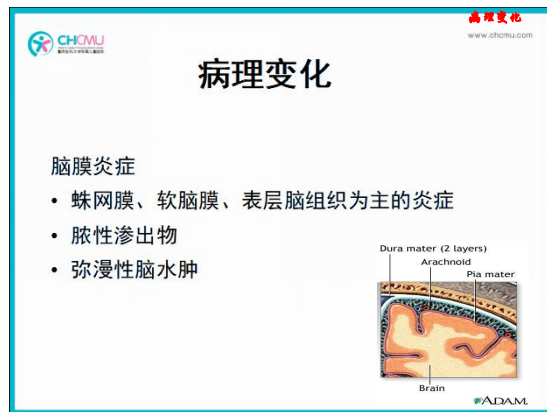 病理变化
CHCMU
www.chcmu.com
病理变化
脑膜炎症
• 蛛网膜、软脑膜、表层脑组织为主的炎症
• 脓性渗出物
• 弥漫性脑水肿
Dura mater (2 layers)
Arachnoid
Pia mater
Brain
ADAM.